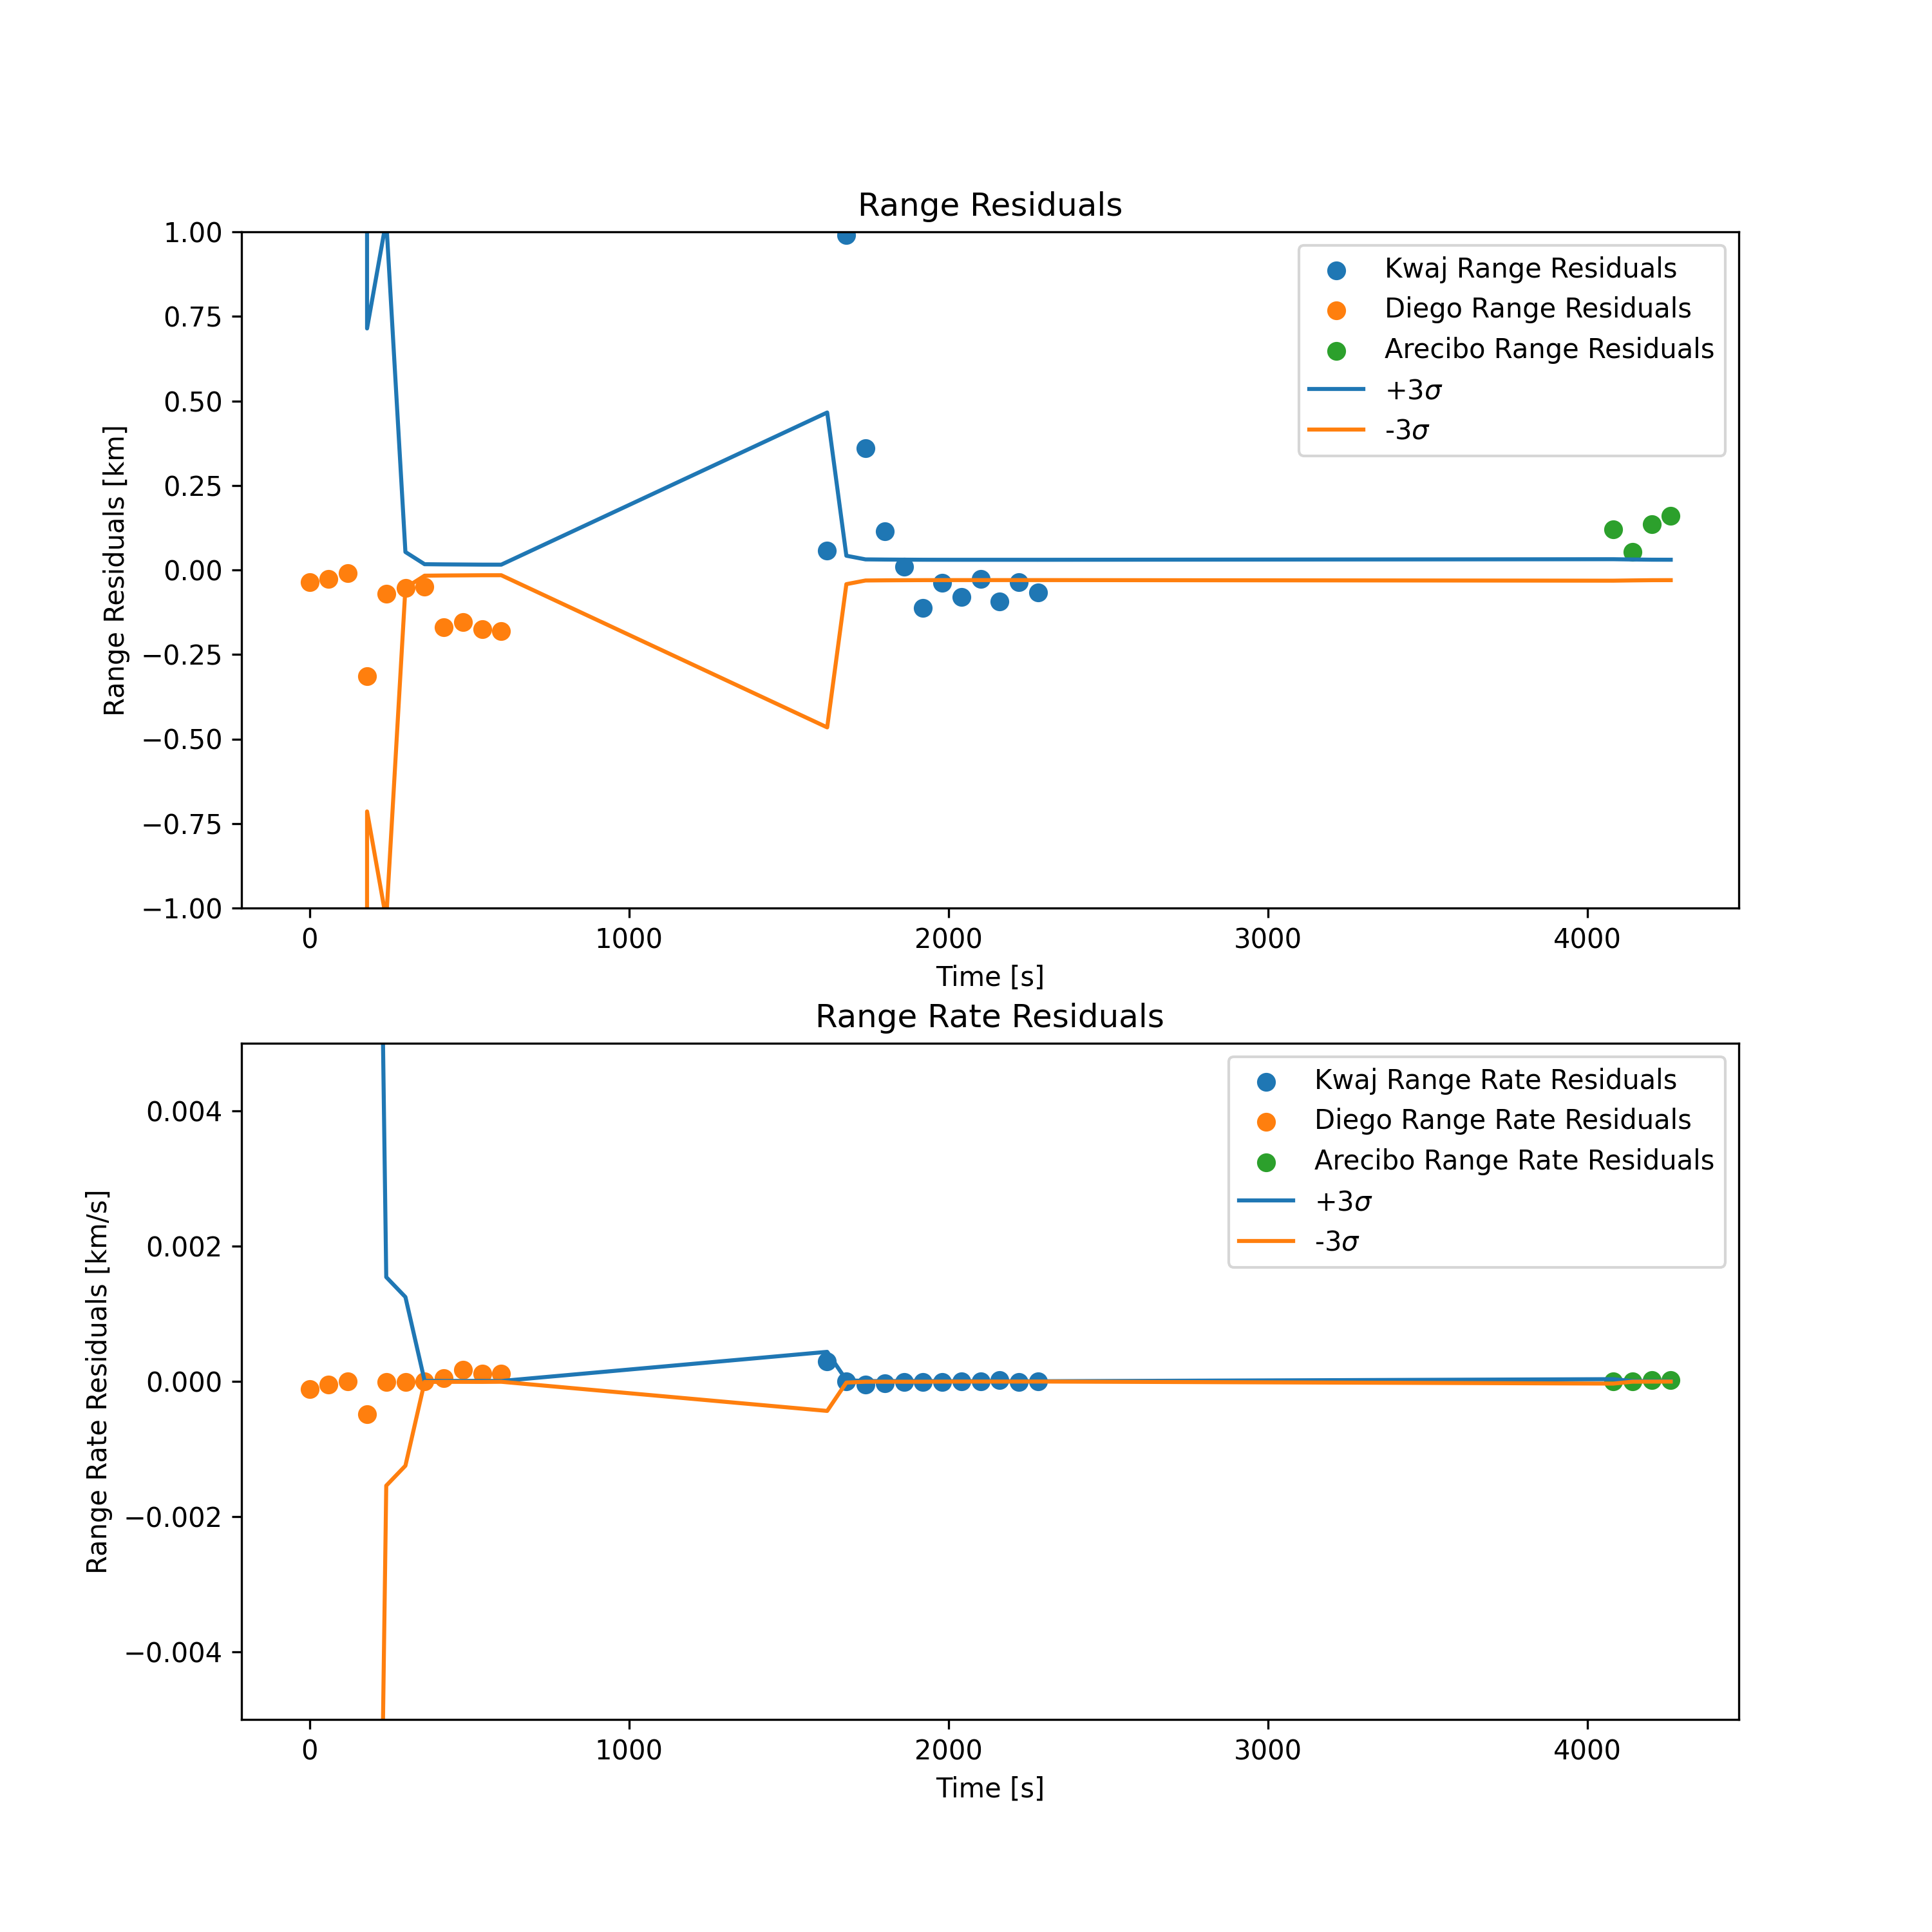 Range Residuals
1.00
0.75
0.50
0.25
0.00
−0.25
−0.50
−0.75
−1.00
Range Residuals [km]
Kwaj Range Residuals
Diego Range Residuals
Arecibo Range Residuals
+3σ
-3σ
0 1000 2000 3000 4000
Time [s]
Range Rate Residuals
0.004
0.002
0.000
−0.002
−0.004
Range Rate Residuals [km/s]
Kwaj Range Rate Residuals
Diego Range Rate Residuals
Arecibo Range Rate Residuals
+3σ
-3σ
0 1000 2000 3000 4000
Time [s]